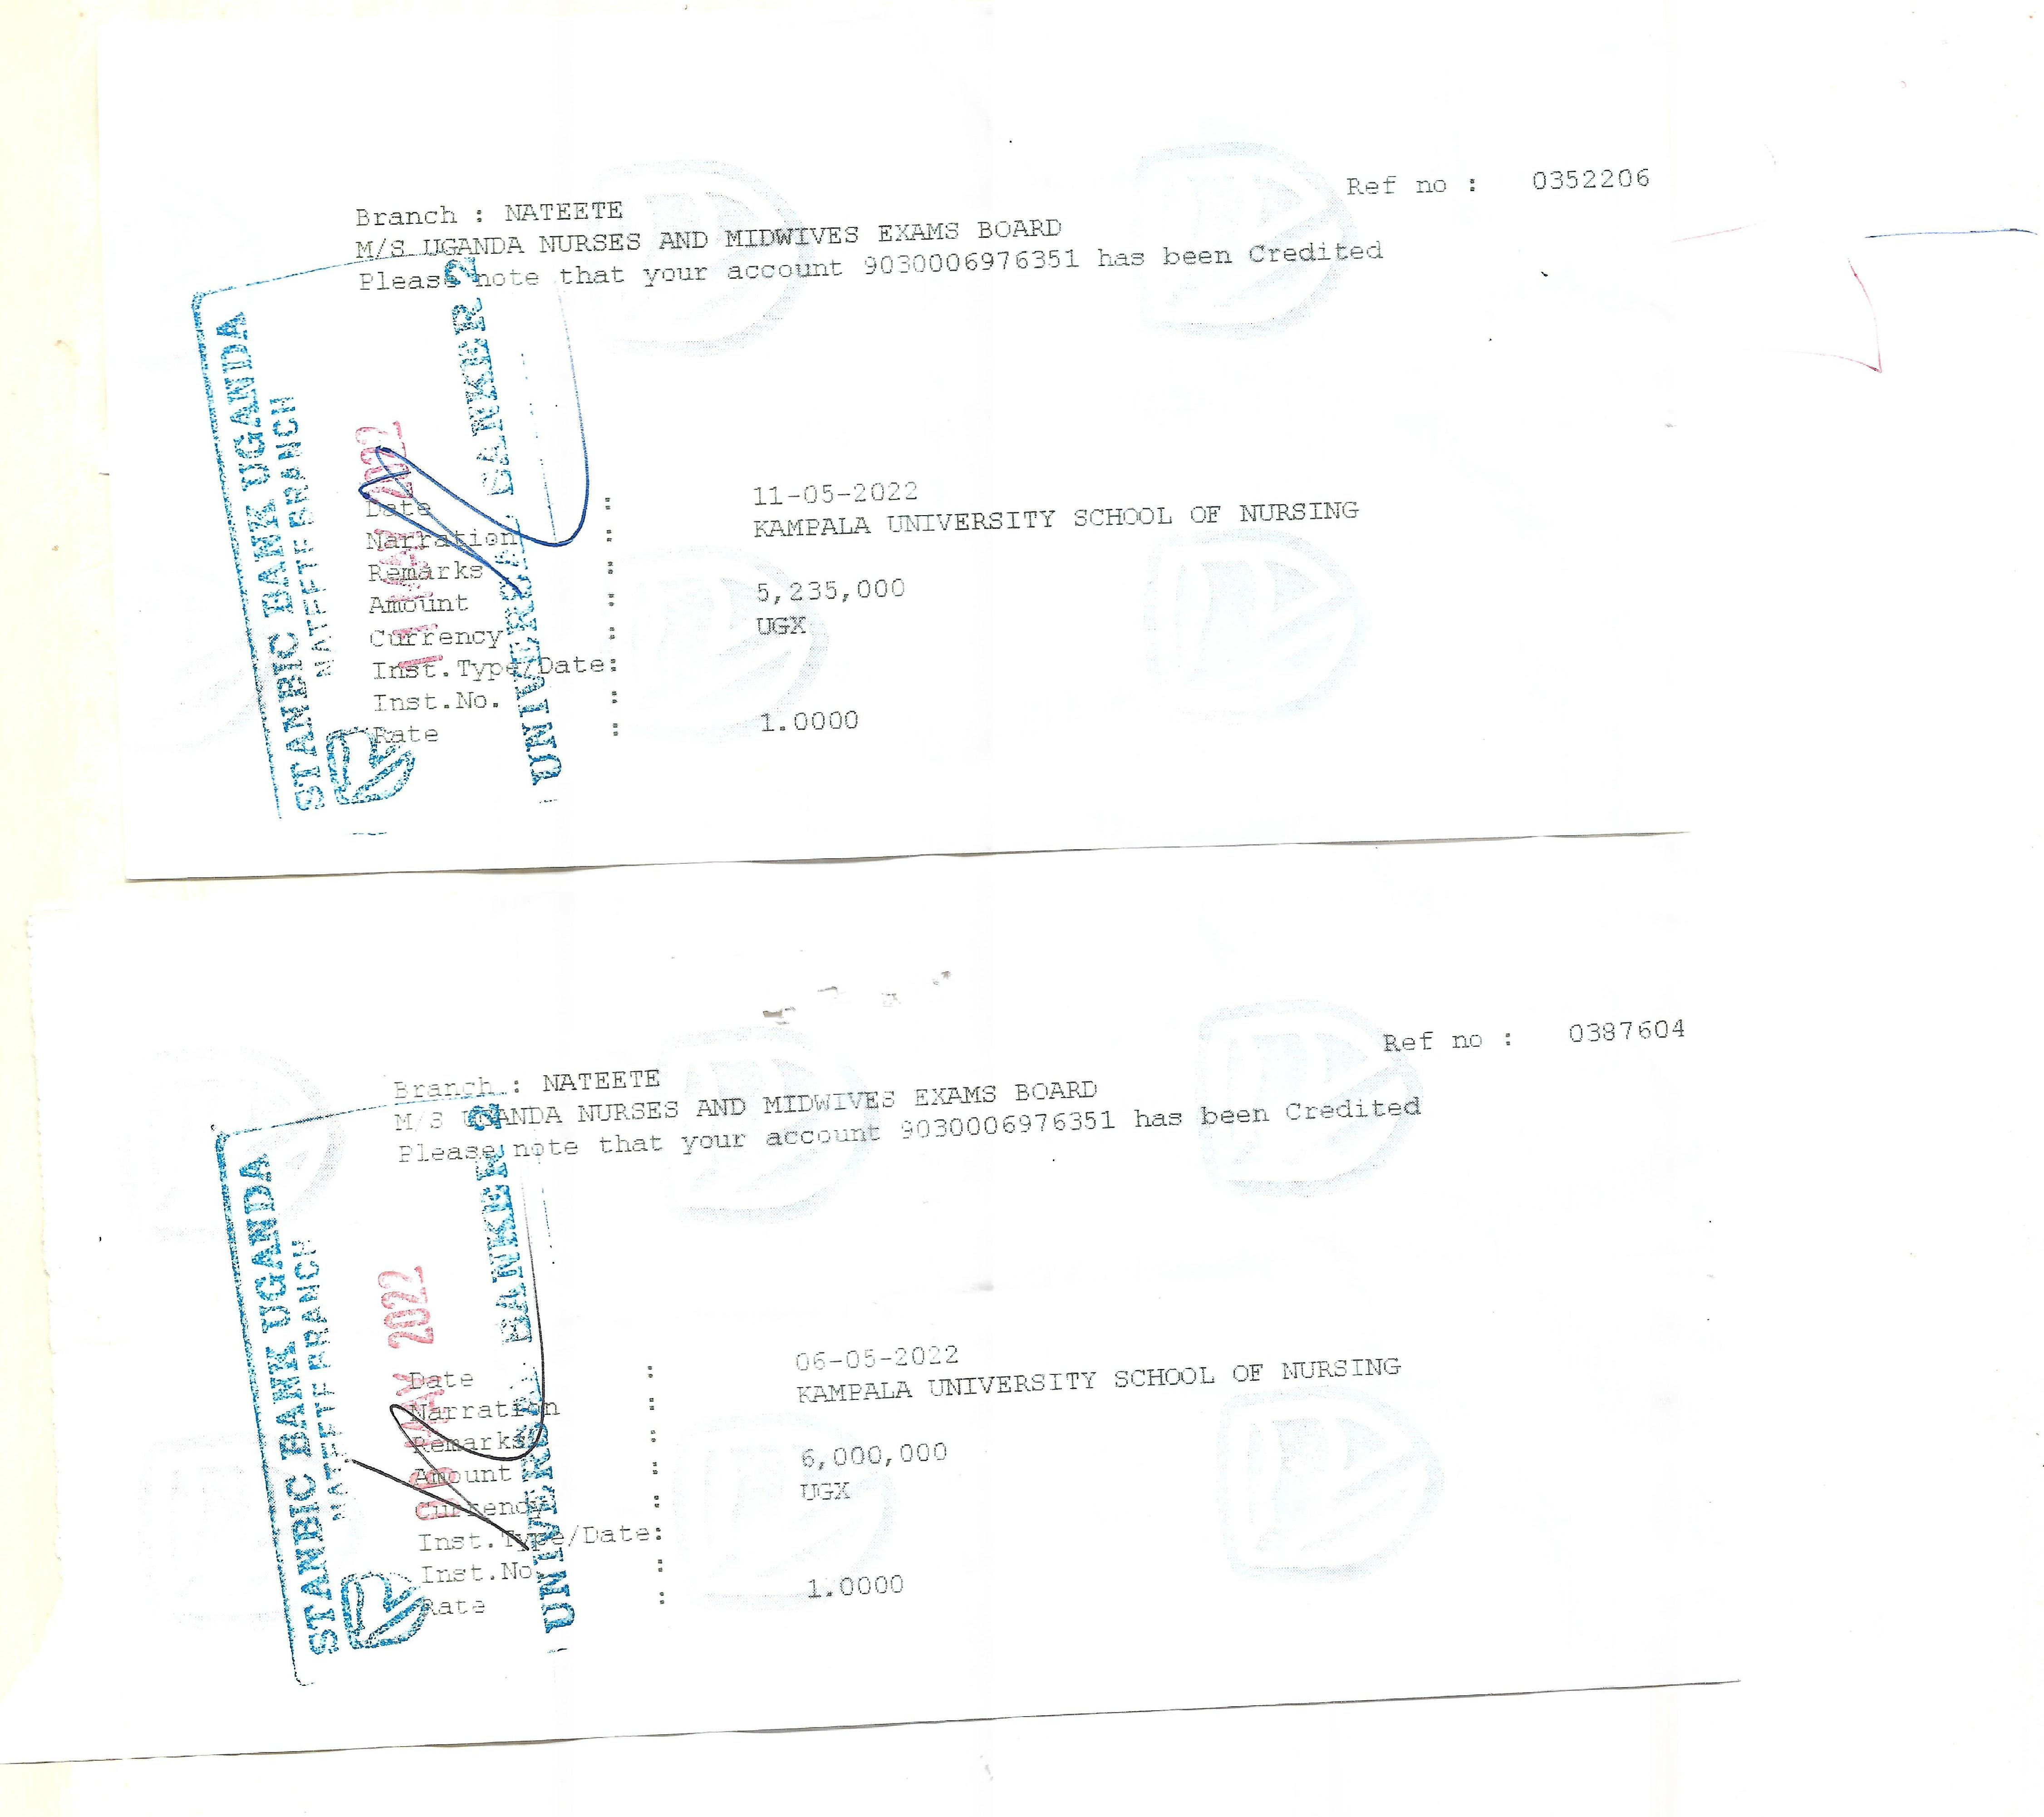 Ref no : 0352206
Branch : NATEETE
M/S UGANDA NURSES AND MIDWIVES EXAMS BOARD
Please note that your account 9030006976351 has been Credited
Date : 11-05-2022
Narration : KAMPALA UNIVERSITY SCHOOL OF NURSING
Remarks :
Amount : 5,235,000
Currency : UGX
Inst.Type/Date:
Inst.No. :
Rate : 1.0000
STANBIC BANK UGANDA
NATEETE BRANCH
11 MAY 2022
UNIVERSAL BANKER 2
Ref no : 0387604
Branch : NATEETE
M/S UGANDA NURSES AND MIDWIVES EXAMS BOARD
Please note that your account 9030006976351 has been Credited
Date : 06-05-2022
Narration : KAMPALA UNIVERSITY SCHOOL OF NURSING
Remarks :
Amount : 6,000,000
Currency : UGX
Inst.Type/Date:
Inst.No :
Rate : 1.0000
STANBIC BANK UGANDA
NATEETE BRANCH
06 MAY 2022
UNIVERSAL BANKER 2